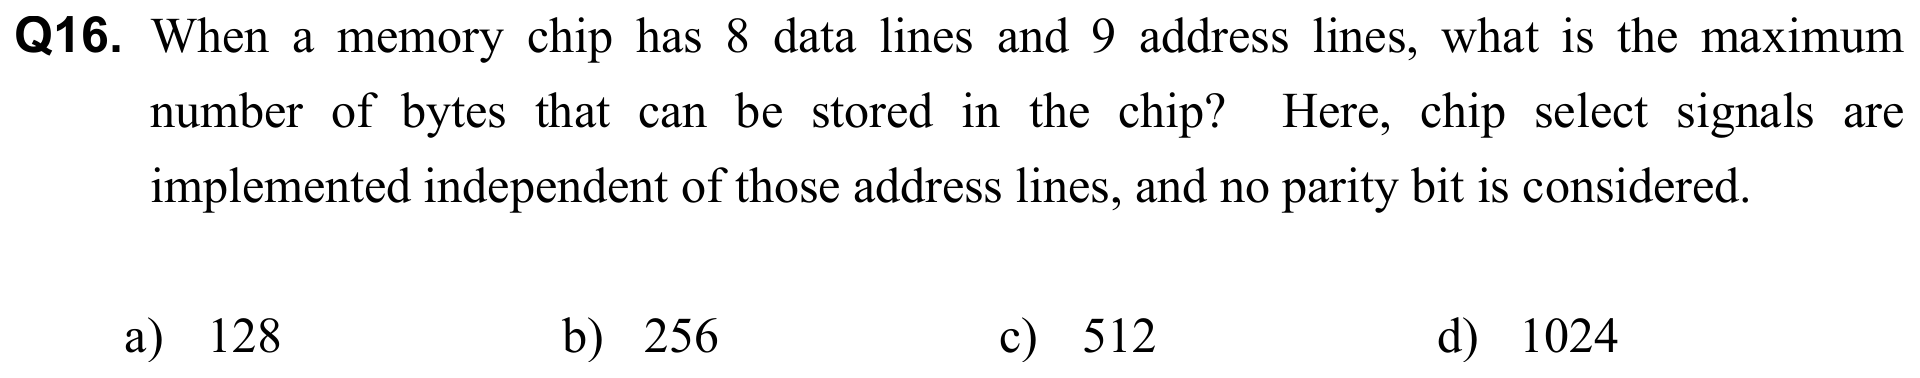 Q16. When a memory chip has 8 data lines and 9 address lines, what is the maximum
number of bytes that can be stored in the chip? Here, chip select signals are
implemented independent of those address lines, and no parity bit is considered.
a) 128 b) 256 c) 512 d) 1024